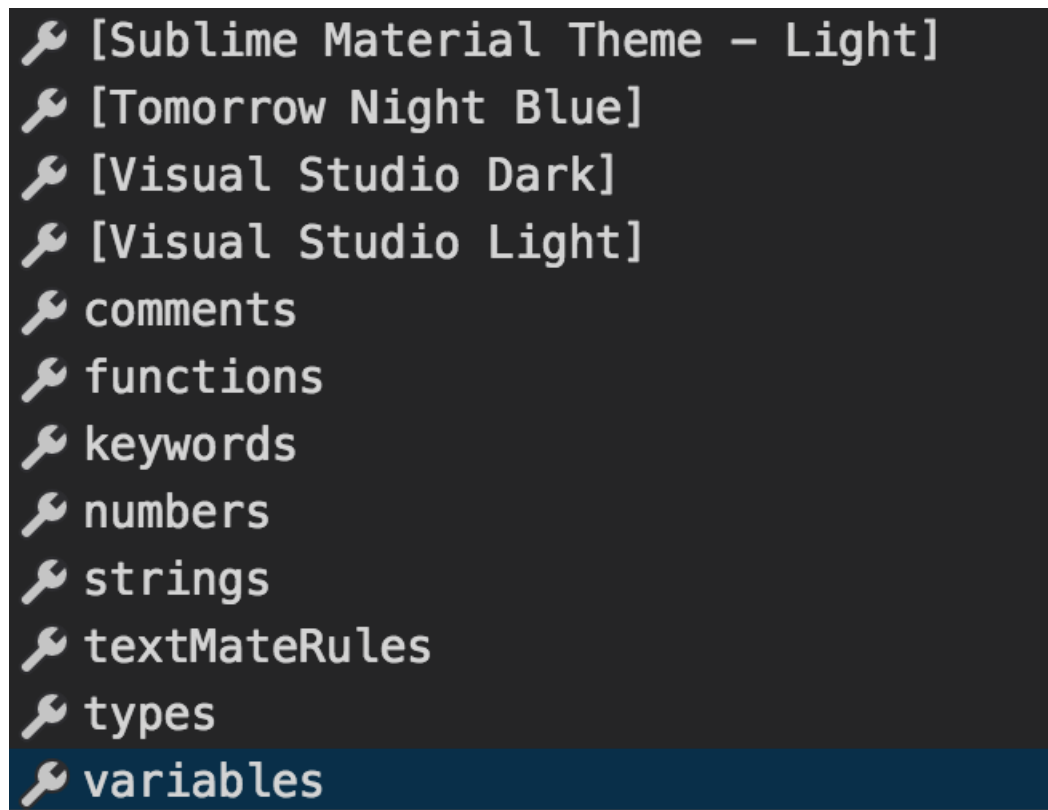 [Sublime Material Theme – Light]
[Tomorrow Night Blue]
[Visual Studio Dark]
[Visual Studio Light]
comments
functions
keywords
numbers
strings
textMateRules
types
variables